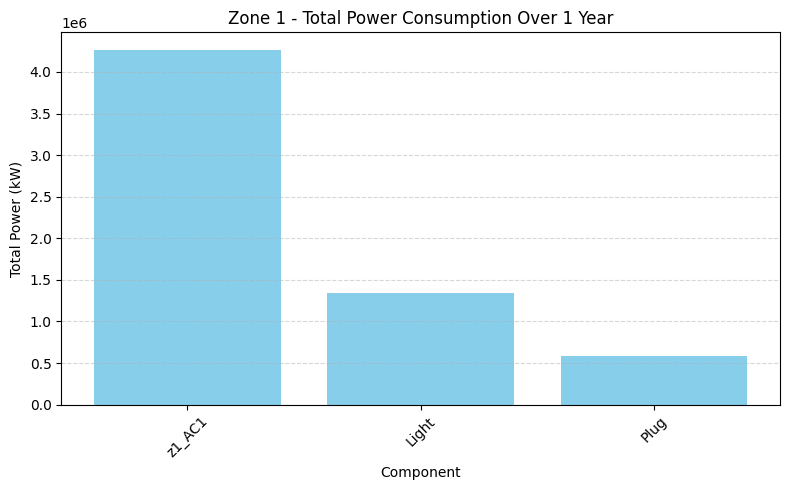 Zone 1 - Total Power Consumption Over 1 Year
1e6
4.0
3.5
3.0
2.5
2.0
1.5
1.0
0.5
0.0
Total Power (kW)
z1_AC1
Light
Plug
Component